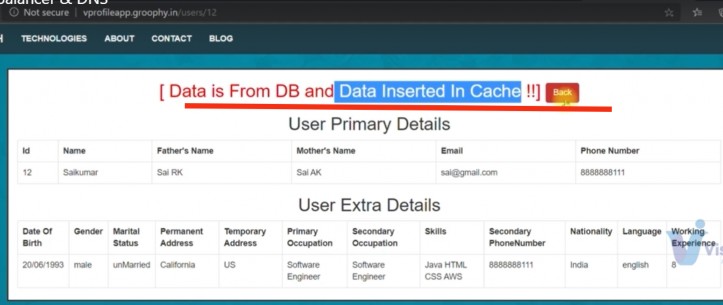 Balancer & DNS
Not secure | vprofileapp.groophy.in/users/12
TECHNOLOGIES ABOUT CONTACT BLOG
[ Data is From DB and Data Inserted In Cache !!] Back
User Primary Details
Id Name Father's Name Mother's Name Email Phone Number
12 Saikumar Sai RK Sai AK sai@gmail.com 8888888111
User Extra Details
Date Of Birth Gender Marital Status Permanent Address Temporary Address Primary Occupation Secondary Occupation Skills Secondary PhoneNumber Nationality Language Working Experience
20/06/1993 male unMarried California US Software Engineer Software Engineer Java HTML CSS AWS 8888888111 India english 8